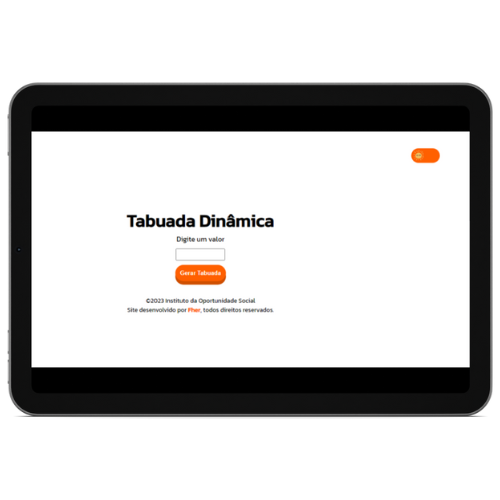 Tabuada Dinâmica
Digite um valor
Gerar Tabuada
©2023 Instituto da Oportunidade Social
Site desenvolvido por Fher, todos direitos reservados.